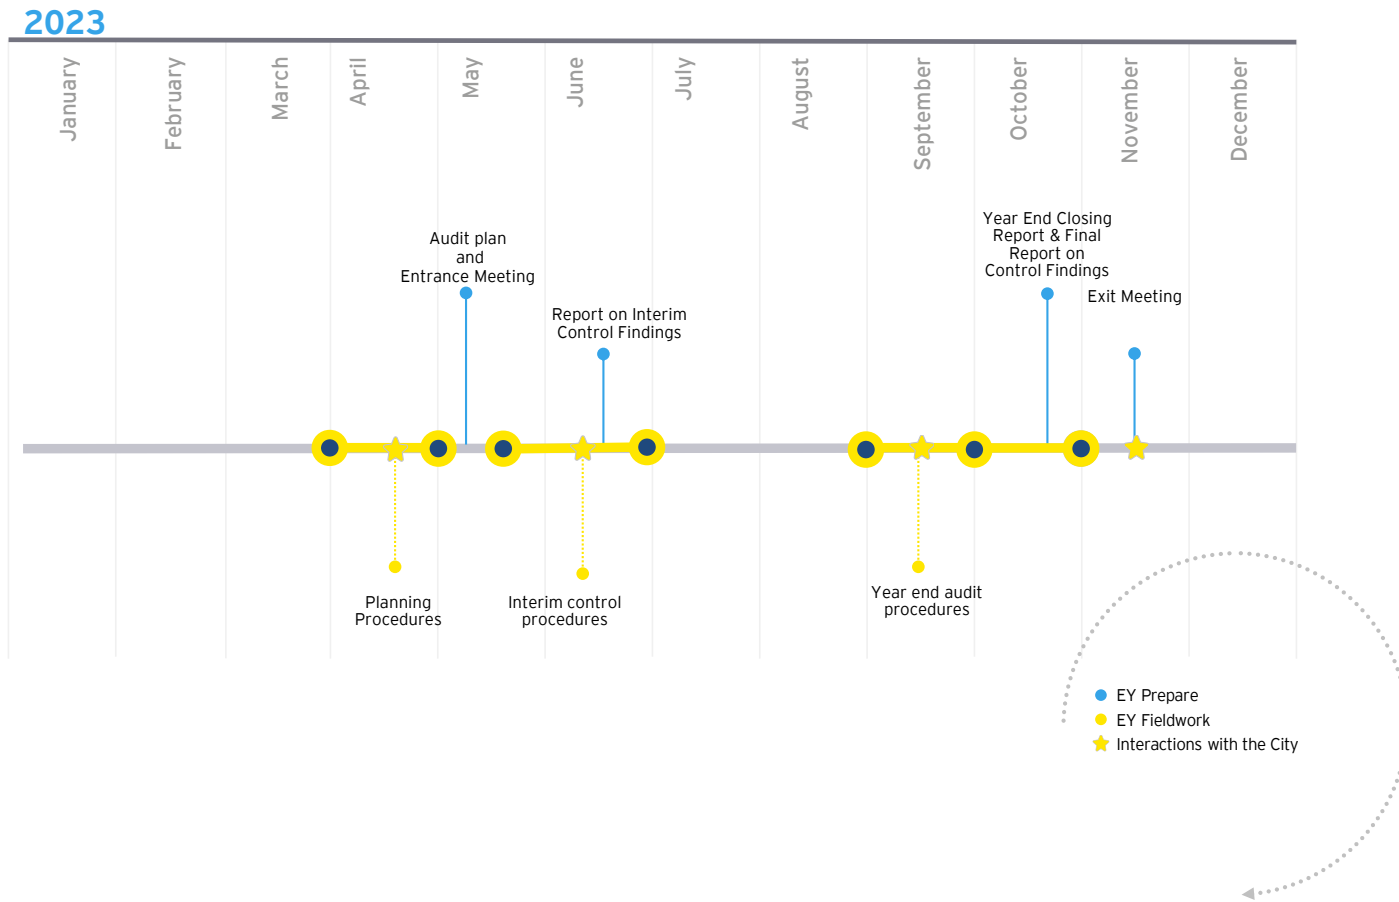 2023
January
February
March
April
May
June
July
August
September
October
November
December
Audit plan
and
Entrance Meeting
Report on Interim
Control Findings
Year End Closing
Report & Final
Report on
Control Findings
Exit Meeting
Planning
Procedures
Interim control
procedures
Year end audit
procedures
EY Prepare
EY Fieldwork
Interactions with the City